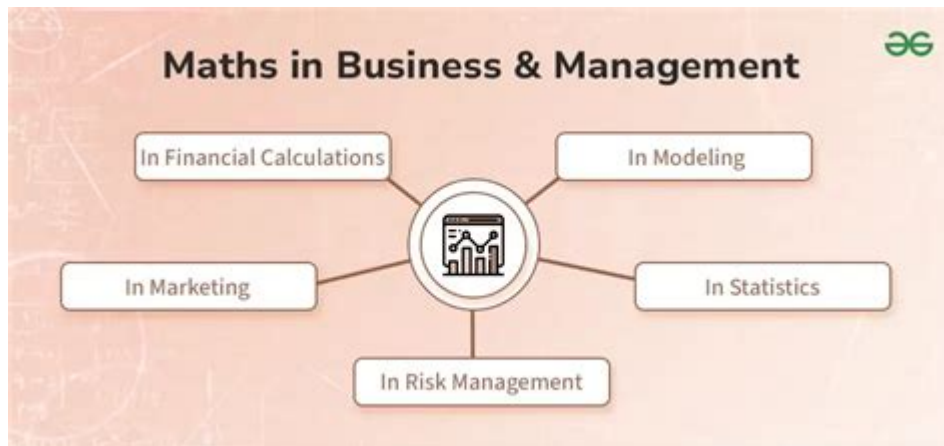 Maths in Business & Management
In Financial Calculations
In Modeling
In Marketing
In Statistics
In Risk Management